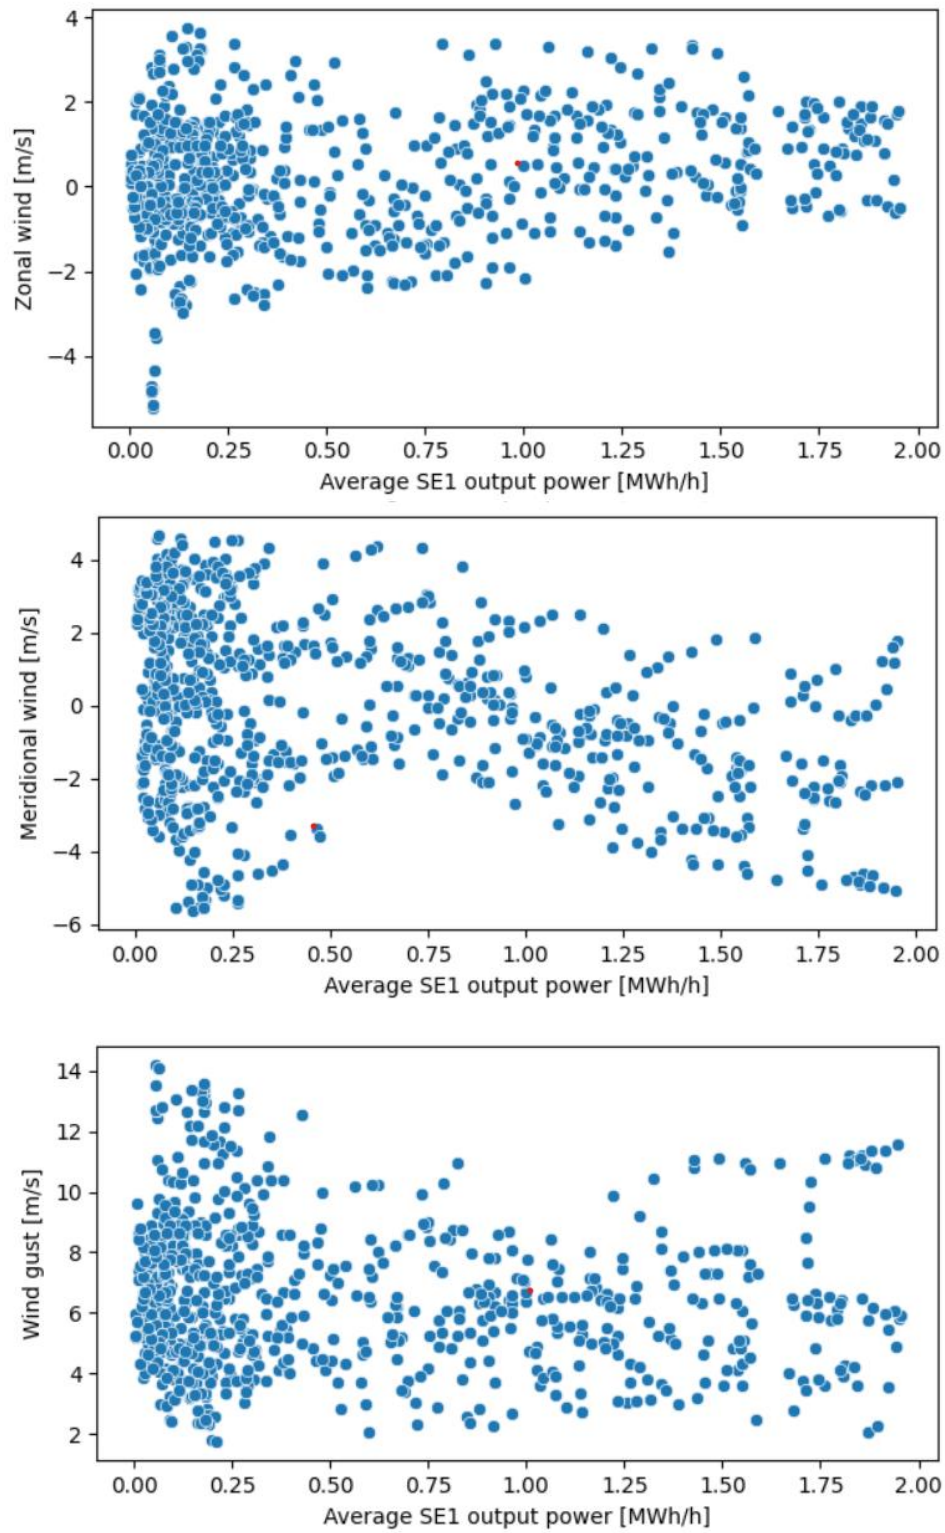 4
2
0
−2
−4
Zonal wind [m/s]
0.00 0.25 0.50 0.75 1.00 1.25 1.50 1.75 2.00
Average SE1 output power [MWh/h]
4
2
0
−2
−4
−6
Meridional wind [m/s]
0.00 0.25 0.50 0.75 1.00 1.25 1.50 1.75 2.00
Average SE1 output power [MWh/h]
14
12
10
8
6
4
2
Wind gust [m/s]
0.00 0.25 0.50 0.75 1.00 1.25 1.50 1.75 2.00
Average SE1 output power [MWh/h]